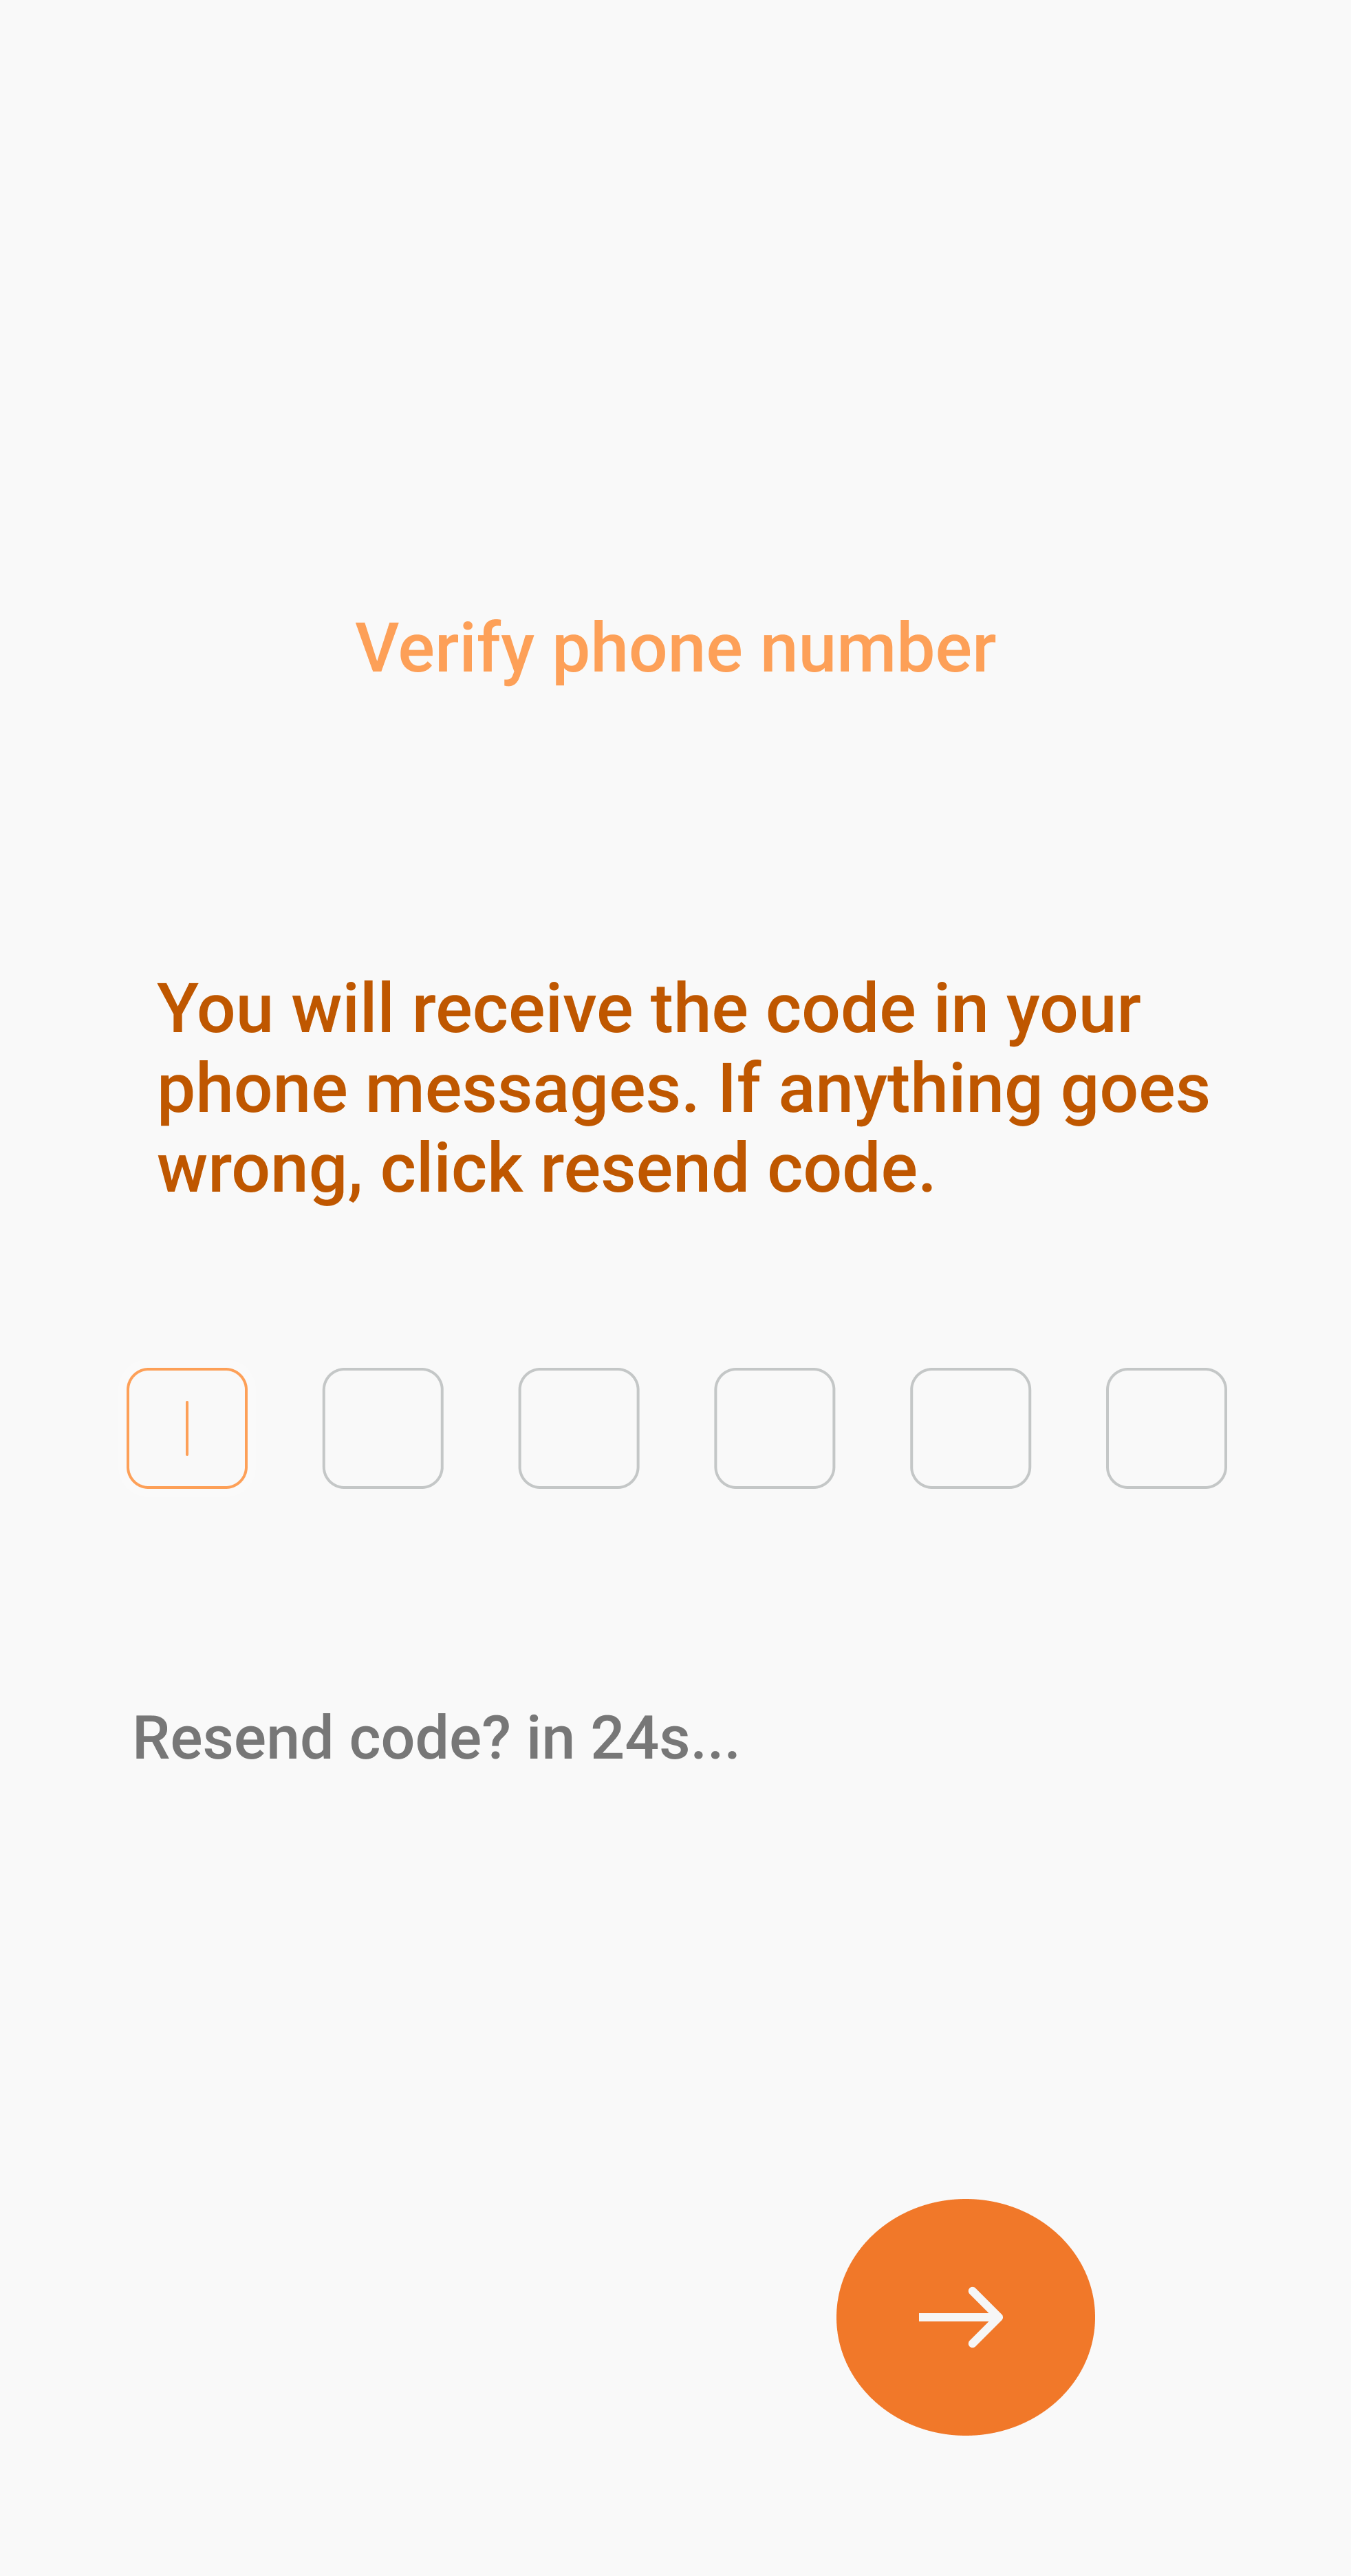 Verify phone number
You will receive the code in your
phone messages. If anything goes
wrong, click resend code.
Resend code? in 24s...